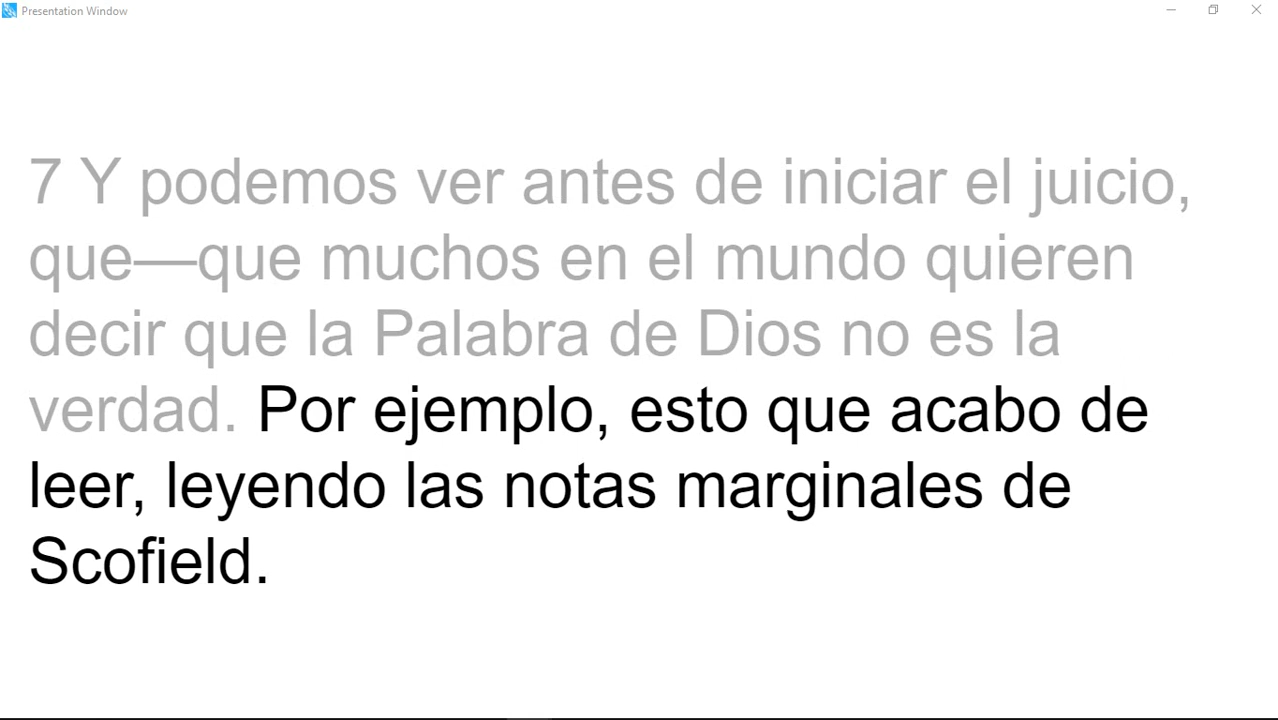 Presentation Window
7 Y podemos ver antes de iniciar el juicio,
que—que muchos en el mundo quieren
decir que la Palabra de Dios no es la
verdad. Por ejemplo, esto que acabo de
leer, leyendo las notas marginales de
Scofield.